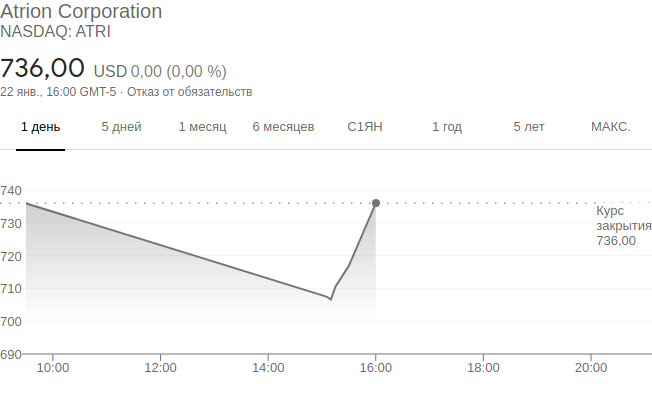 Atrion Corporation
NASDAQ: ATRI
736,00 USD 0,00 (0,00 %)
22 янв., 16:00 GMT-5 · Отказ от обязательств
1 день 5 дней 1 месяц 6 месяцев С1ЯН 1 год 5 лет МАКС.
740
730
720
710
700
690
Курс
закрытия
736,00
10:00 12:00 14:00 16:00 18:00 20:00